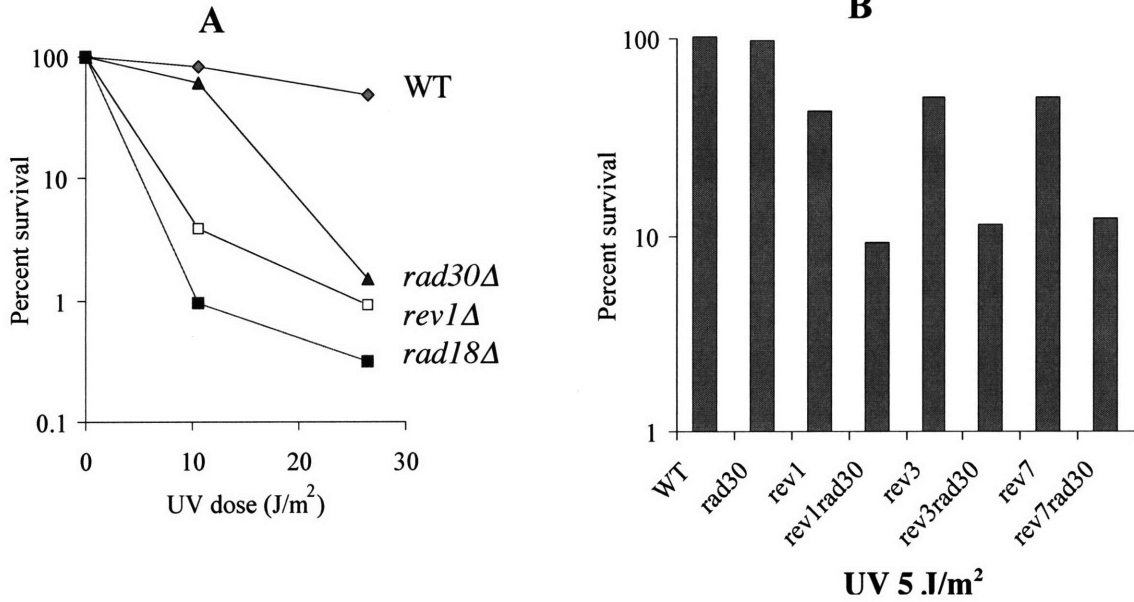 A
B
Percent survival
100
10
1
0.1
WT
rad30Δ
rev1Δ
rad18Δ
0 10 20 30
UV dose (J/m²)
Percent survival
100
10
1
WT
rad30
rev1
rev1rad30
rev3
rev3rad30
rev7
rev7rad30
UV 5 J/m²